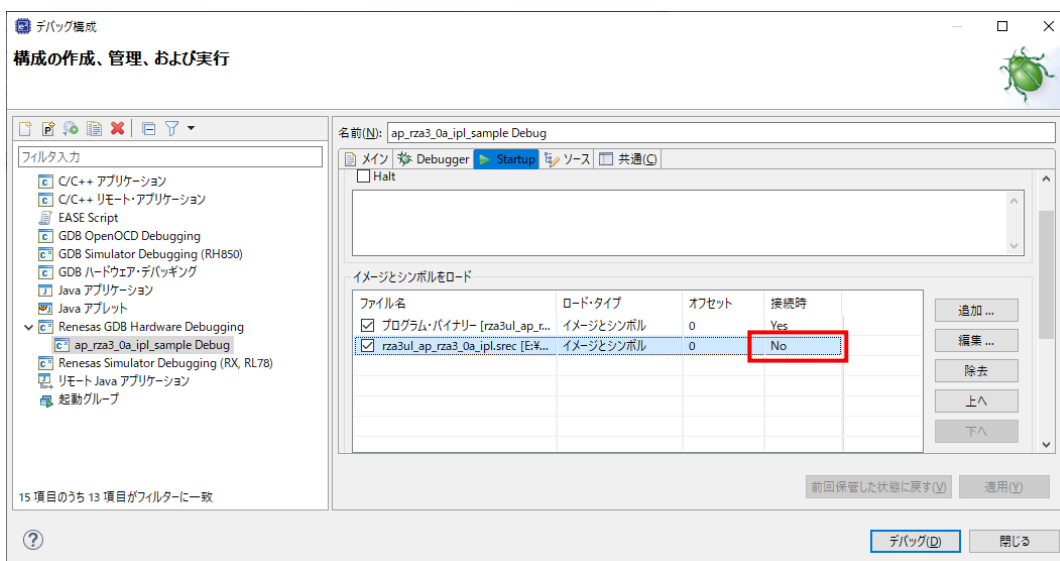 デバッグ構成
構成の作成、管理、および実行
フィルタ入力
C/C++ アプリケーション
C/C++ リモート・アプリケーション
EASE Script
GDB OpenOCD Debugging
GDB Simulator Debugging (RH850)
GDB ハードウェア・デバッギング
Java アプリケーション
Java アプレット
Renesas GDB Hardware Debugging
ap_rza3_0a_ipl_sample Debug
Renesas Simulator Debugging (RX, RL78)
リモート Java アプリケーション
起動グループ
15 項目のうち 13 項目がフィルターに一致
名前(N): ap_rza3_0a_ipl_sample Debug
メイン Debugger Startup ソース 共通(C)
Halt
イメージとシンボルをロード
ファイル名 ロード・タイプ オフセット 接続時
プログラム・バイナリー [rza3ul_ap_r... イメージとシンボル 0 Yes
rza3ul_ap_rza3_0a_ipl.srec [E:¥... イメージとシンボル 0 No
追加 ...
編集 ...
除去
上へ
下へ
前回保管した状態に戻す(V) 適用(Y)
デバッグ(D) 閉じる